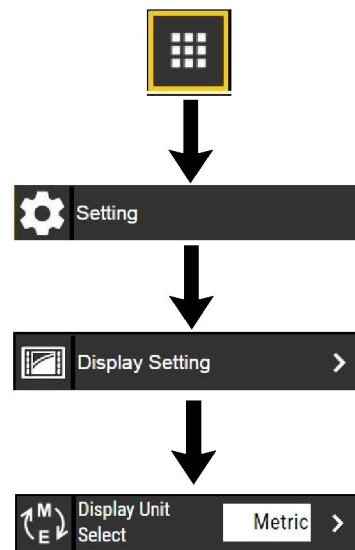 Setting
Display Setting
M
E
Display Unit
Select
Metric